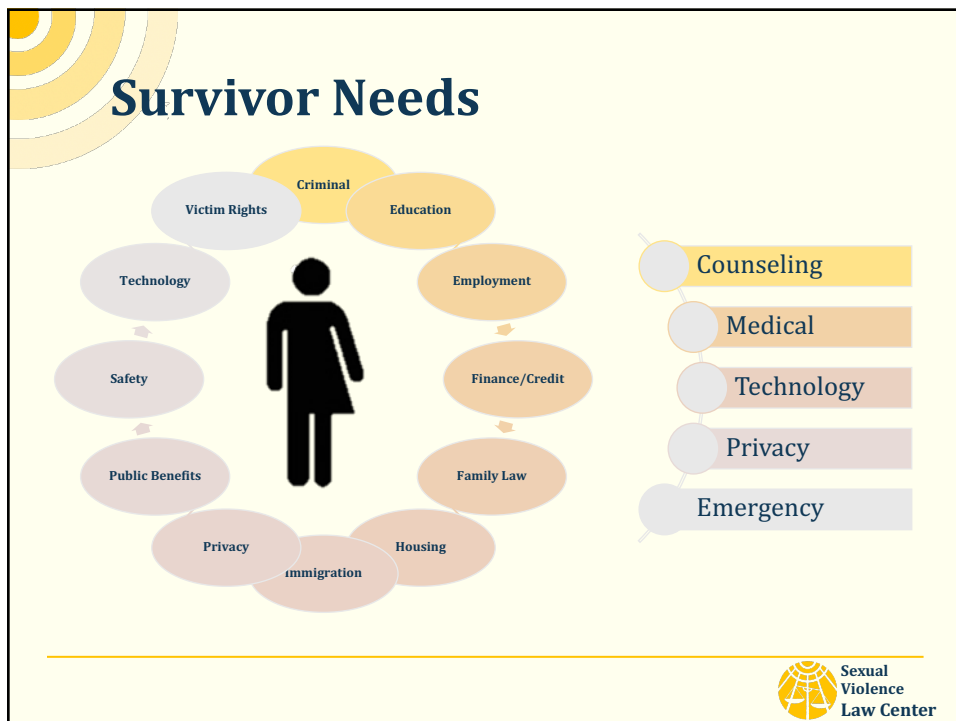 Survivor Needs
Criminal
Education
Employment
Finance/Credit
Family Law
Housing
Immigration
Privacy
Public Benefits
Safety
Technology
Victim Rights
Counseling
Medical
Technology
Privacy
Emergency
Sexual
Violence
Law Center